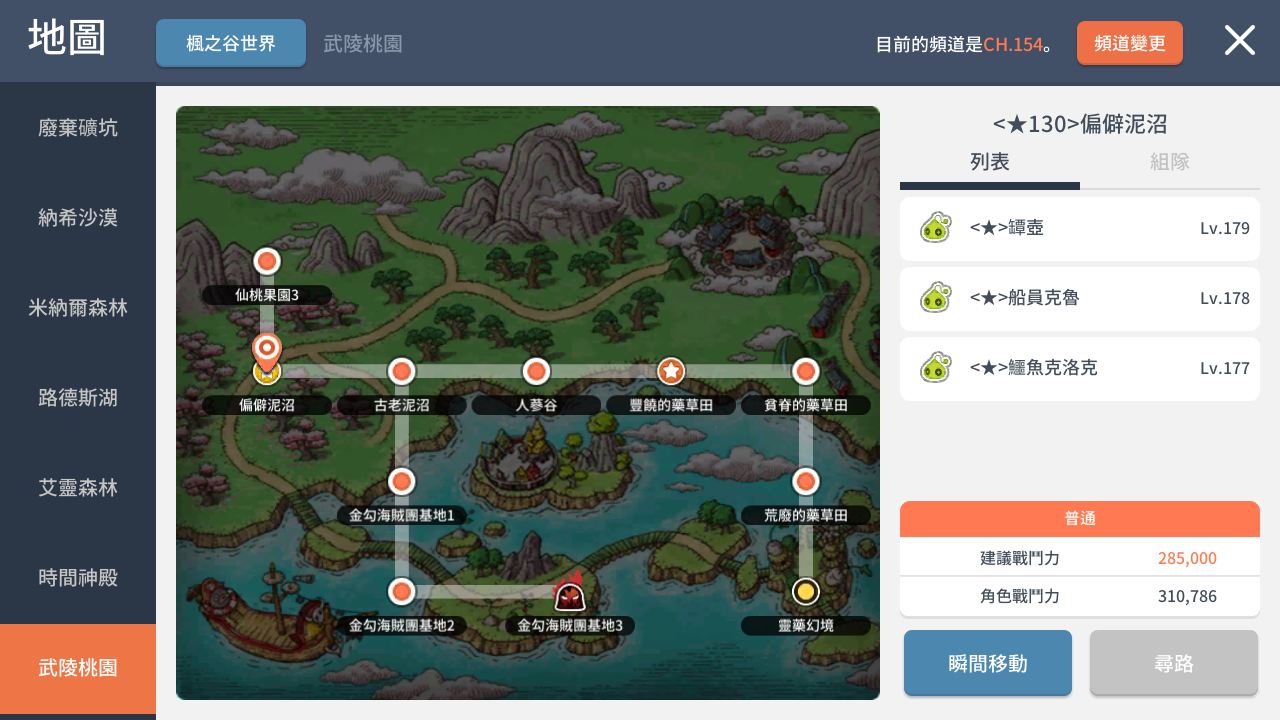 地圖
楓之谷世界
武陵桃園
目前的頻道是CH.154。
頻道變更
廢棄礦坑
納希沙漠
米納爾森林
路德斯湖
艾靈森林
時間神殿
武陵桃園
仙桃果園3
偏僻泥沼
古老泥沼
人蔘谷
豐饒的藥草田
貧脊的藥草田
金勾海賊團基地1
荒廢的藥草田
金勾海賊團基地2
金勾海賊團基地3
靈藥幻境
<★130>偏僻泥沼
列表
組隊
<★>罈壺
Lv.179
<★>船員克魯
Lv.178
<★>鱷魚克洛克
Lv.177
普通
建議戰鬥力
285,000
角色戰鬥力
310,786
瞬間移動
尋路